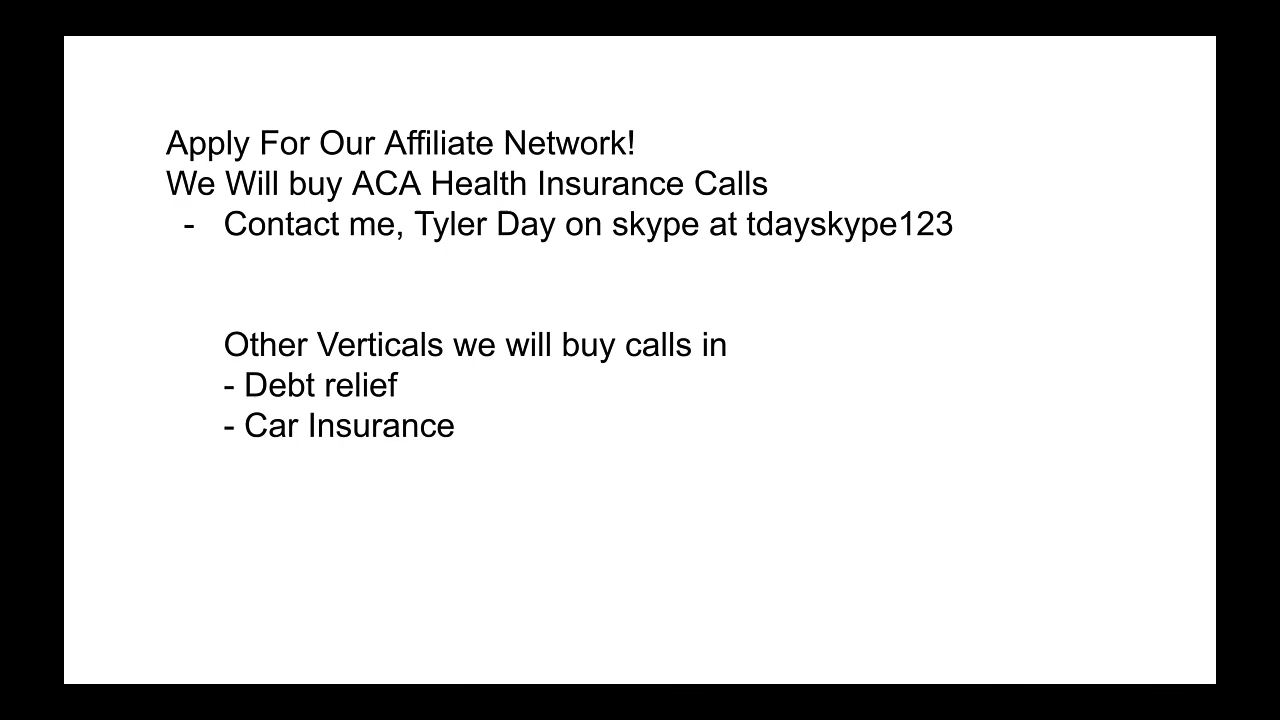 Apply For Our Affiliate Network!
We Will buy ACA Health Insurance Calls
- Contact me, Tyler Day on skype at tdayskype123
Other Verticals we will buy calls in
- Debt relief
- Car Insurance